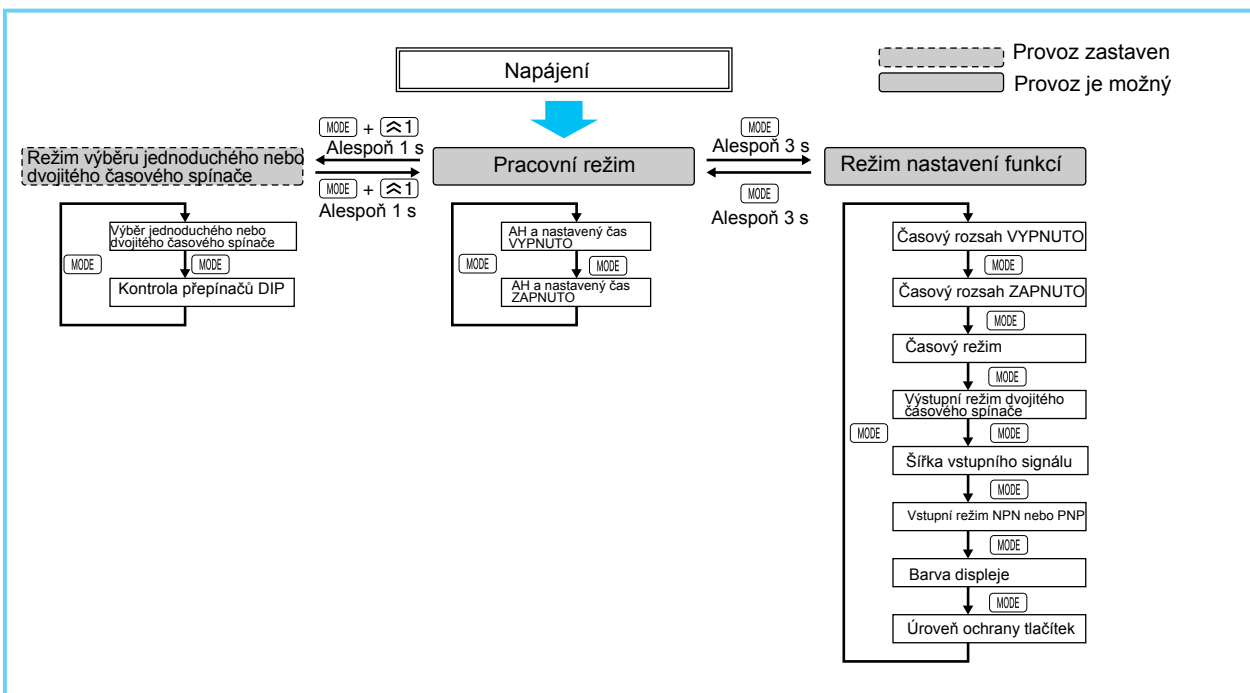 Napájení
Provoz zastaven
Provoz je možný
MODE + ︽1
Alespoň 1 s
MODE
Alespoň 3 s
Režim výběru jednoduchého nebo
dvojitého časového spínače
Pracovní režim
Režim nastavení funkcí
MODE + ︽1
Alespoň 1 s
MODE
Alespoň 3 s
Výběr jednoduchého nebo
dvojitého časového spínače
MODE
MODE
Kontrola přepínačů DIP
AH a nastavený čas
VYPNUTO
MODE
MODE
AH a nastavený čas
ZAPNUTO
Časový rozsah VYPNUTO
MODE
Časový rozsah ZAPNUTO
MODE
Časový režim
MODE
Výstupní režim dvojitého
časového spínače
MODE
MODE
Šířka vstupního signálu
MODE
Vstupní režim NPN nebo PNP
MODE
Barva displeje
MODE
Úroveň ochrany tlačítek